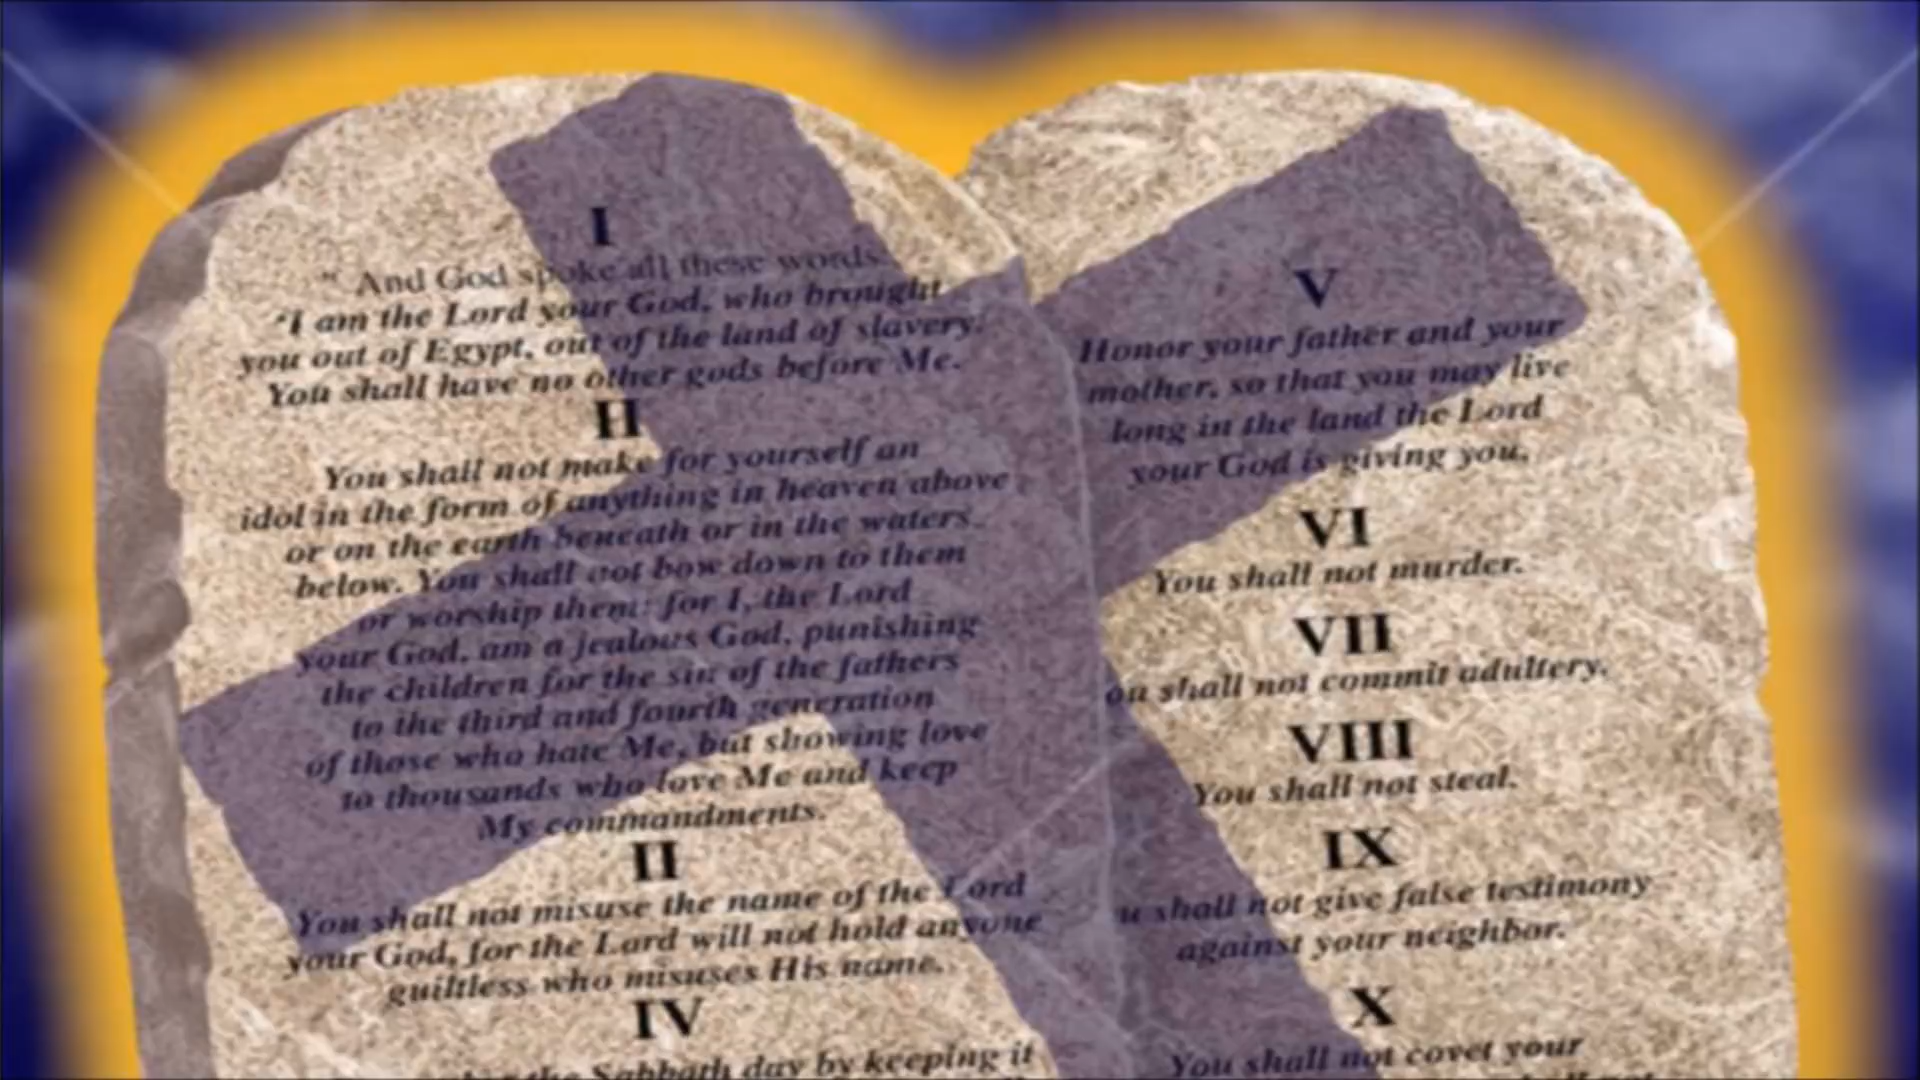 I
" And God spoke all these words
"I am the Lord your God, who brought
you out of Egypt, out of the land of slavery.
You shall have no other gods before Me.
II
You shall not make for yourself an
idol in the form of anything in heaven above
or on the earth beneath or in the waters
below. You shall not bow down to them
or worship them; for I, the Lord
your God, am a jealous God, punishing
the children for the sin of the fathers
to the third and fourth generation
of those who hate Me, but showing love
to thousands who love Me and keep
My commandments.
II
You shall not misuse the name of the Lord
your God, for the Lord will not hold anyone
guiltless who misuses His name.
IV
the Sabbath day by keeping it
V
Honor your father and your
mother, so that you may live
long in the land the Lord
your God is giving you.
VI
You shall not murder.
VII
ou shall not commit adultery.
VIII
You shall not steal.
IX
u shall not give false testimony
against your neighbor.
X
You shall not covet your